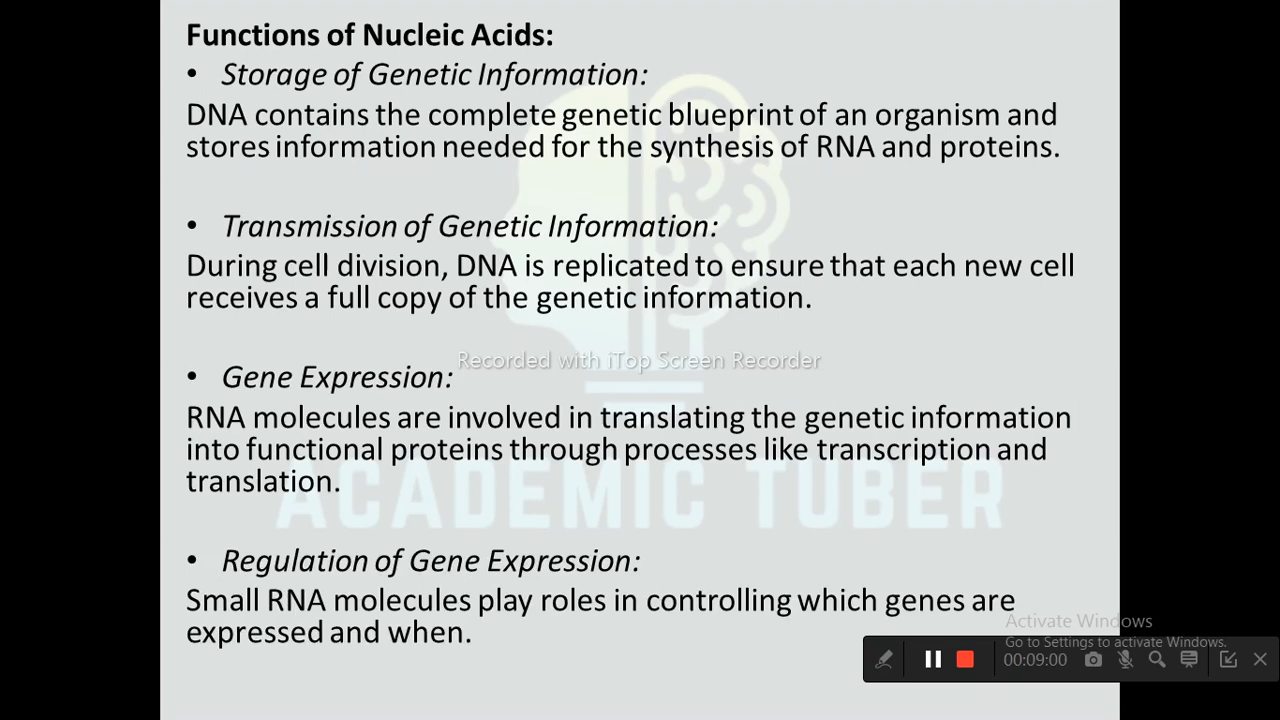 Functions of Nucleic Acids:
• Storage of Genetic Information:
DNA contains the complete genetic blueprint of an organism and
stores information needed for the synthesis of RNA and proteins.
• Transmission of Genetic Information:
During cell division, DNA is replicated to ensure that each new cell
receives a full copy of the genetic information.
Recorded with iTop Screen Recorder
• Gene Expression:
RNA molecules are involved in translating the genetic information
into functional proteins through processes like transcription and
translation.
ACADEMIC TUBER
• Regulation of Gene Expression:
Small RNA molecules play roles in controlling which genes are
expressed and when.
Activate Windows
Go to Settings to activate Windows.
00:09:00